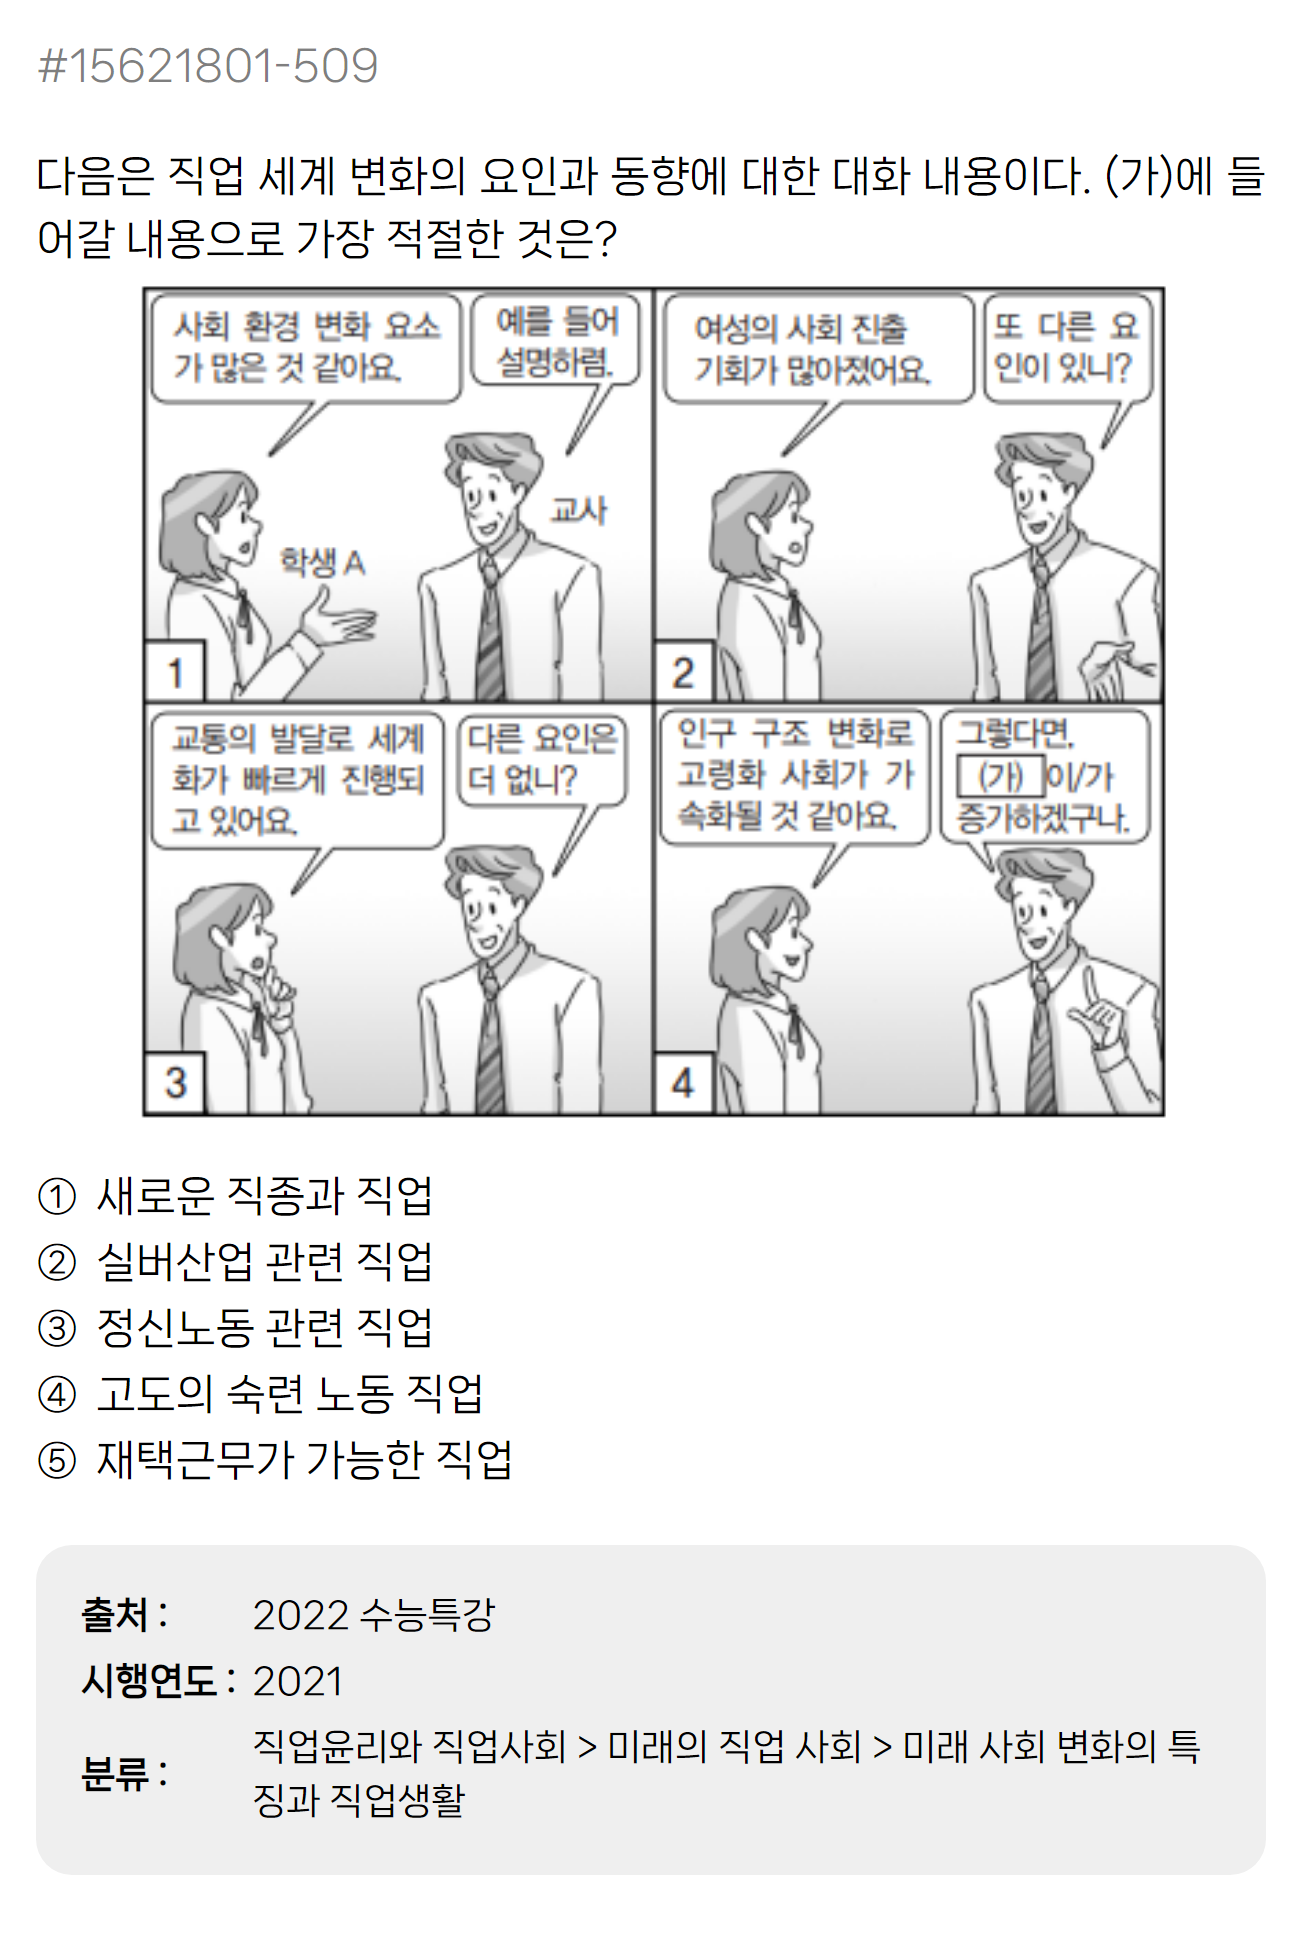 #15621801-509
다음은 직업 세계 변화의 요인과 동향에 대한 대화 내용이다. (가)에 들
어갈 내용으로 가장 적절한 것은?
사회 환경 변화 요소
가 많은 것 같아요.
예를 들어
설명하렴.
학생 A
교사
1
여성의 사회 진출
기회가 많아졌어요.
또 다른 요
인이 있니?
2
교통의 발달로 세계
화가 빠르게 진행되
고 있어요.
다른 요인은
더 없니?
3
인구 구조 변화로
고령화 사회가 가
속화될 것 같아요.
그렇다면,
(가) 이/가
증가하겠구나.
4
① 새로운 직종과 직업
② 실버산업 관련 직업
③ 정신노동 관련 직업
④ 고도의 숙련 노동 직업
⑤ 재택근무가 가능한 직업
출처 : 2022 수능특강
시행연도 : 2021
분류 : 직업윤리와 직업사회 > 미래의 직업 사회 > 미래 사회 변화의 특
징과 직업생활